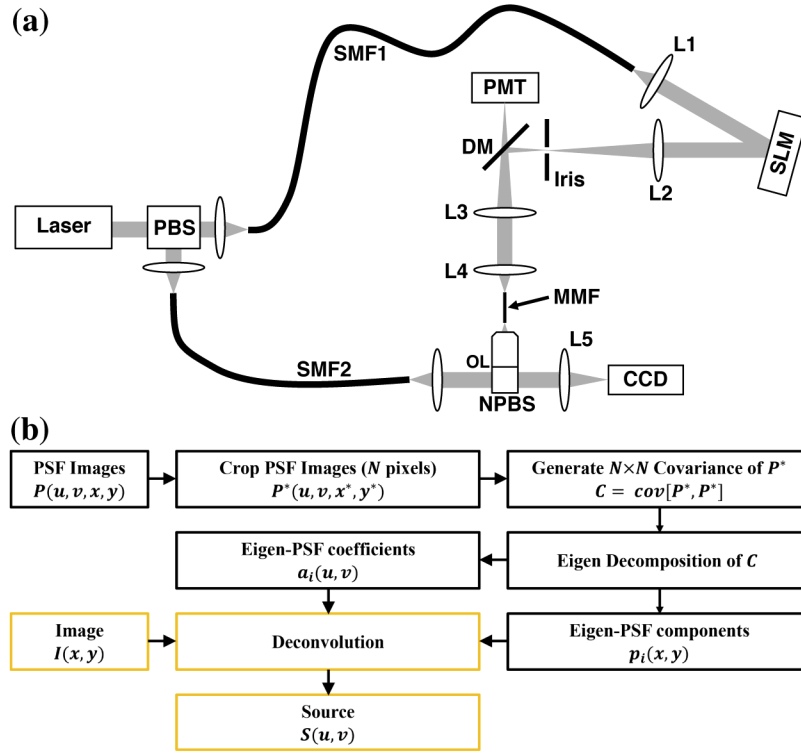 (a)
SMF1
L1
PMT
SLM
DM
Iris
L2
Laser
PBS
L3
L4
MMF
OL
L5
SMF2
NPBS
CCD
(b)
PSF Images
P(u, v, x, y)
Crop PSF Images (N pixels)
P*(u, v, x*, y*)
Generate N×N Covariance of P*
C = cov[P*, P*]
Eigen-PSF coefficients
aᵢ(u, v)
Eigen Decomposition of C
Image
I(x, y)
Deconvolution
Eigen-PSF components
pᵢ(x, y)
Source
S(u, v)